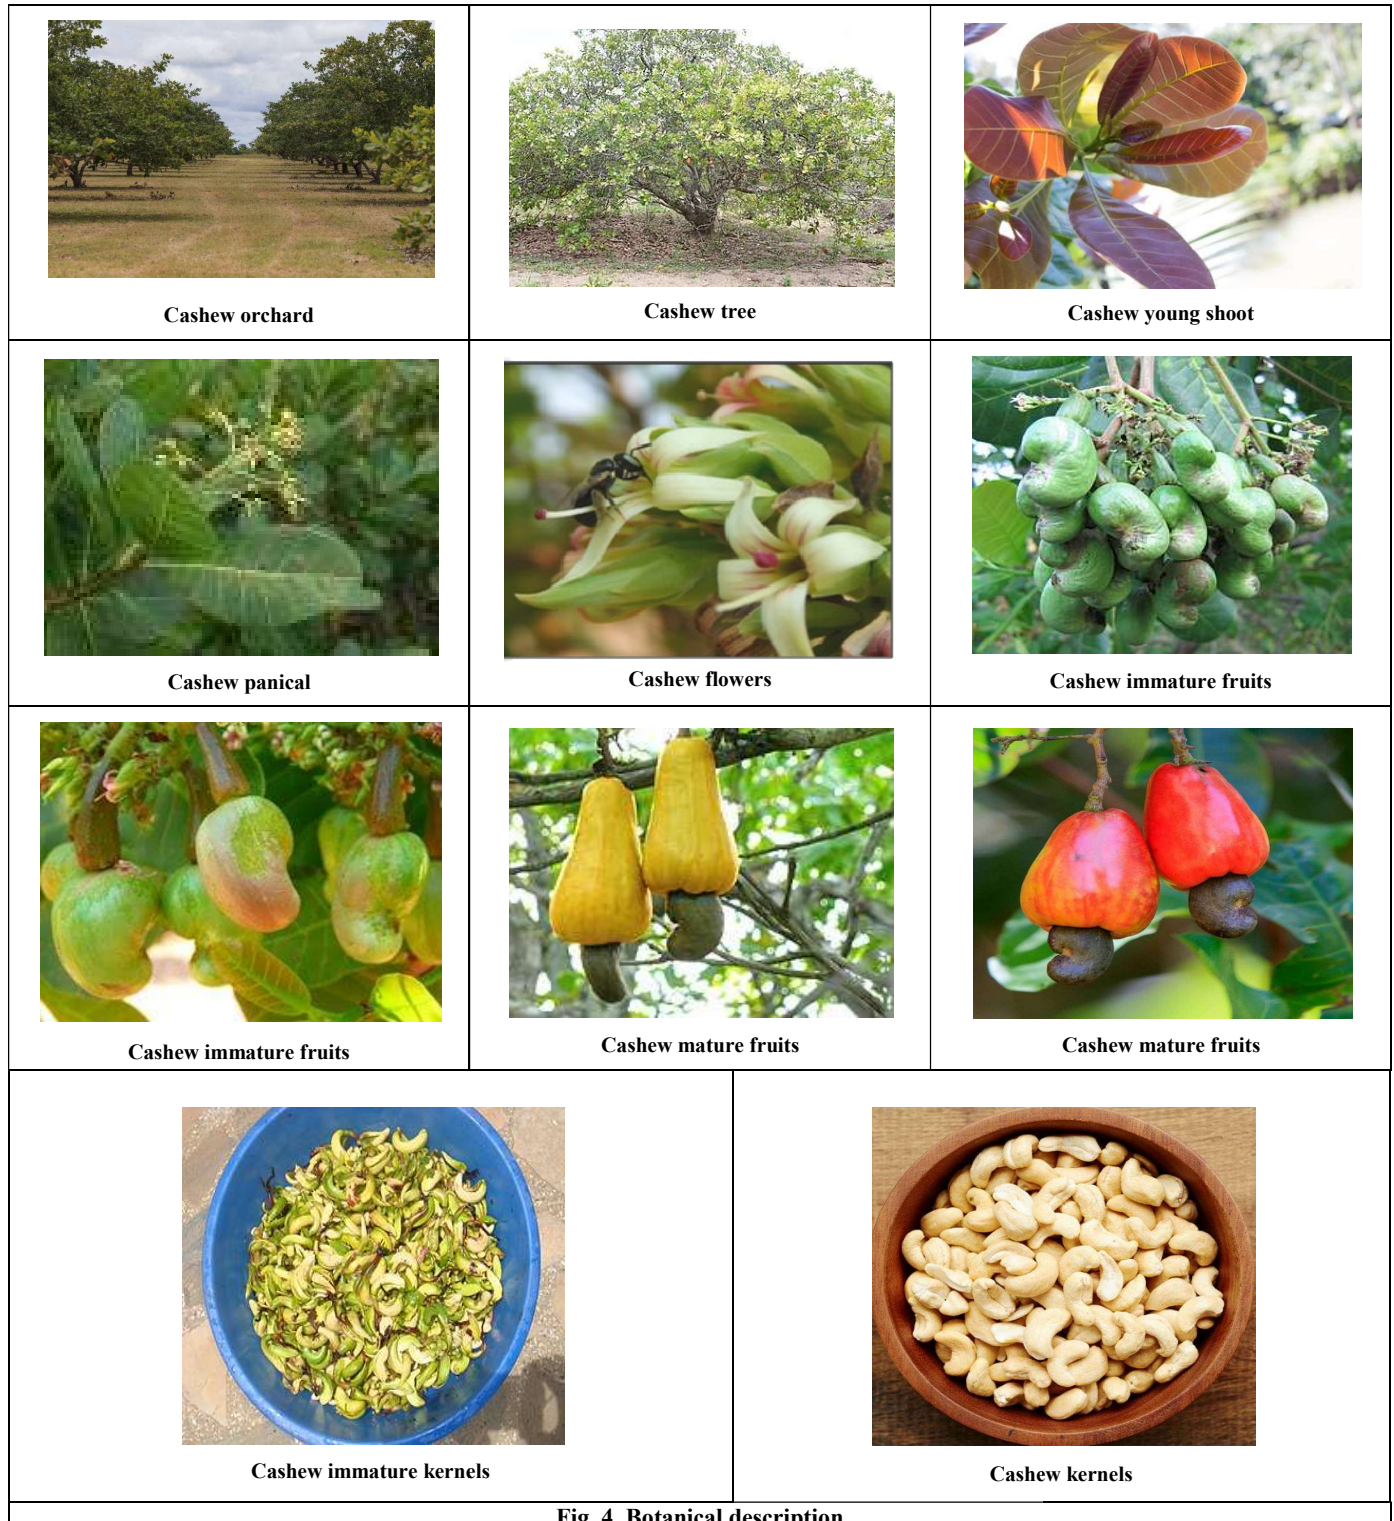 Cashew orchard
Cashew tree
Cashew young shoot
Cashew panical
Cashew flowers
Cashew immature fruits
Cashew immature fruits
Cashew mature fruits
Cashew mature fruits
Cashew immature kernels
Cashew kernels
Fig. 4. Botanical description